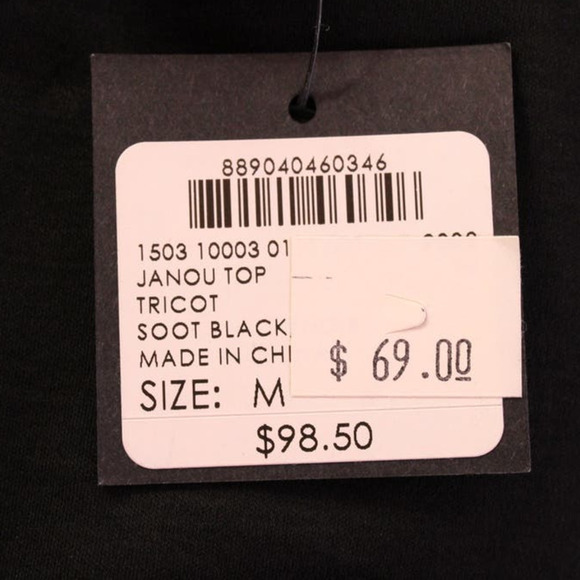 889040460346
1503 10003 01
JANOU TOP
TRICOT
SOOT BLACK
MADE IN CHI
SIZE: M
$ 69.00
$98.50